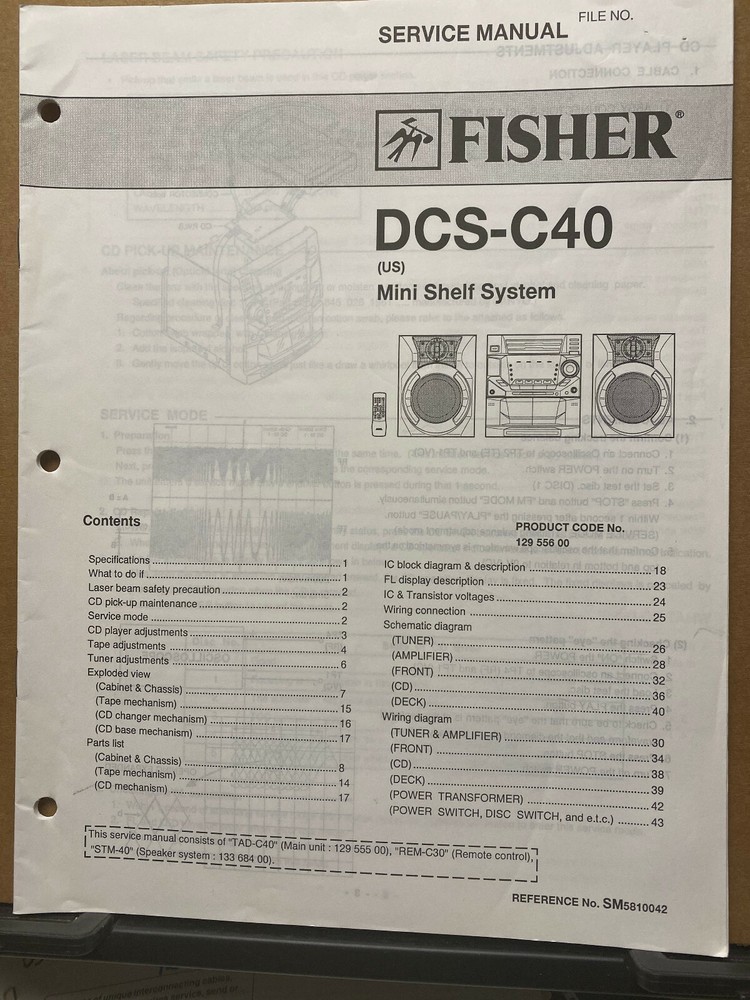 SERVICE MANUAL
FILE NO.
FISHER®
DCS-C40
(US)
Mini Shelf System
Contents
Specifications 1
What to do if 1
Laser beam safety precaution 2
CD pick-up maintenance 2
Service mode 2
CD player adjustments 3
Tape adjustments 4
Tuner adjustments 6
Exploded view
(Cabinet & Chassis) 7
(Tape mechanism) 15
(CD changer mechanism) 16
(CD base mechanism) 17
Parts list
(Cabinet & Chassis) 8
(Tape mechanism) 14
(CD mechanism) 17
PRODUCT CODE No.
129 556 00
IC block diagram & description 18
FL display description 23
IC & Transistor voltages 24
Wiring connection 25
Schematic diagram
(TUNER) 26
(AMPLIFIER) 28
(FRONT) 32
(CD) 36
(DECK) 40
Wiring diagram
(TUNER & AMPLIFIER) 30
(FRONT) 34
(CD) 38
(DECK) 39
(POWER TRANSFORMER) 42
(POWER SWITCH, DISC SWITCH, and e.t.c.) 43
This service manual consists of "TAD-C40" (Main unit : 129 555 00), "REM-C30" (Remote control),
"STM-40" (Speaker system : 133 684 00).
REFERENCE No. SM5810042